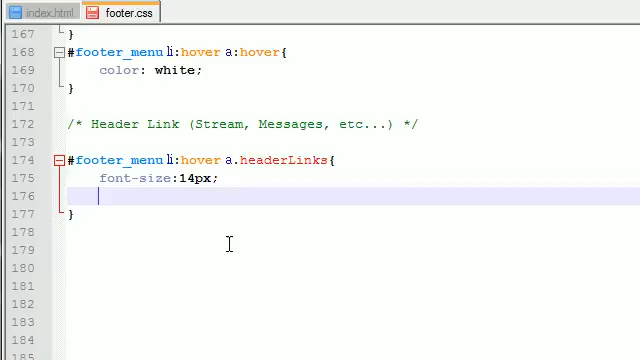 index.html footer.css
167 }
168 #footer_menu li:hover a:hover{
169 color: white;
170 }
171
172 /* Header Link (Stream, Messages, etc...) */
173
174 #footer_menu li:hover a.headerLinks{
175 font-size:14px;
176
177 }
178
179
180
181
182
183
184
185